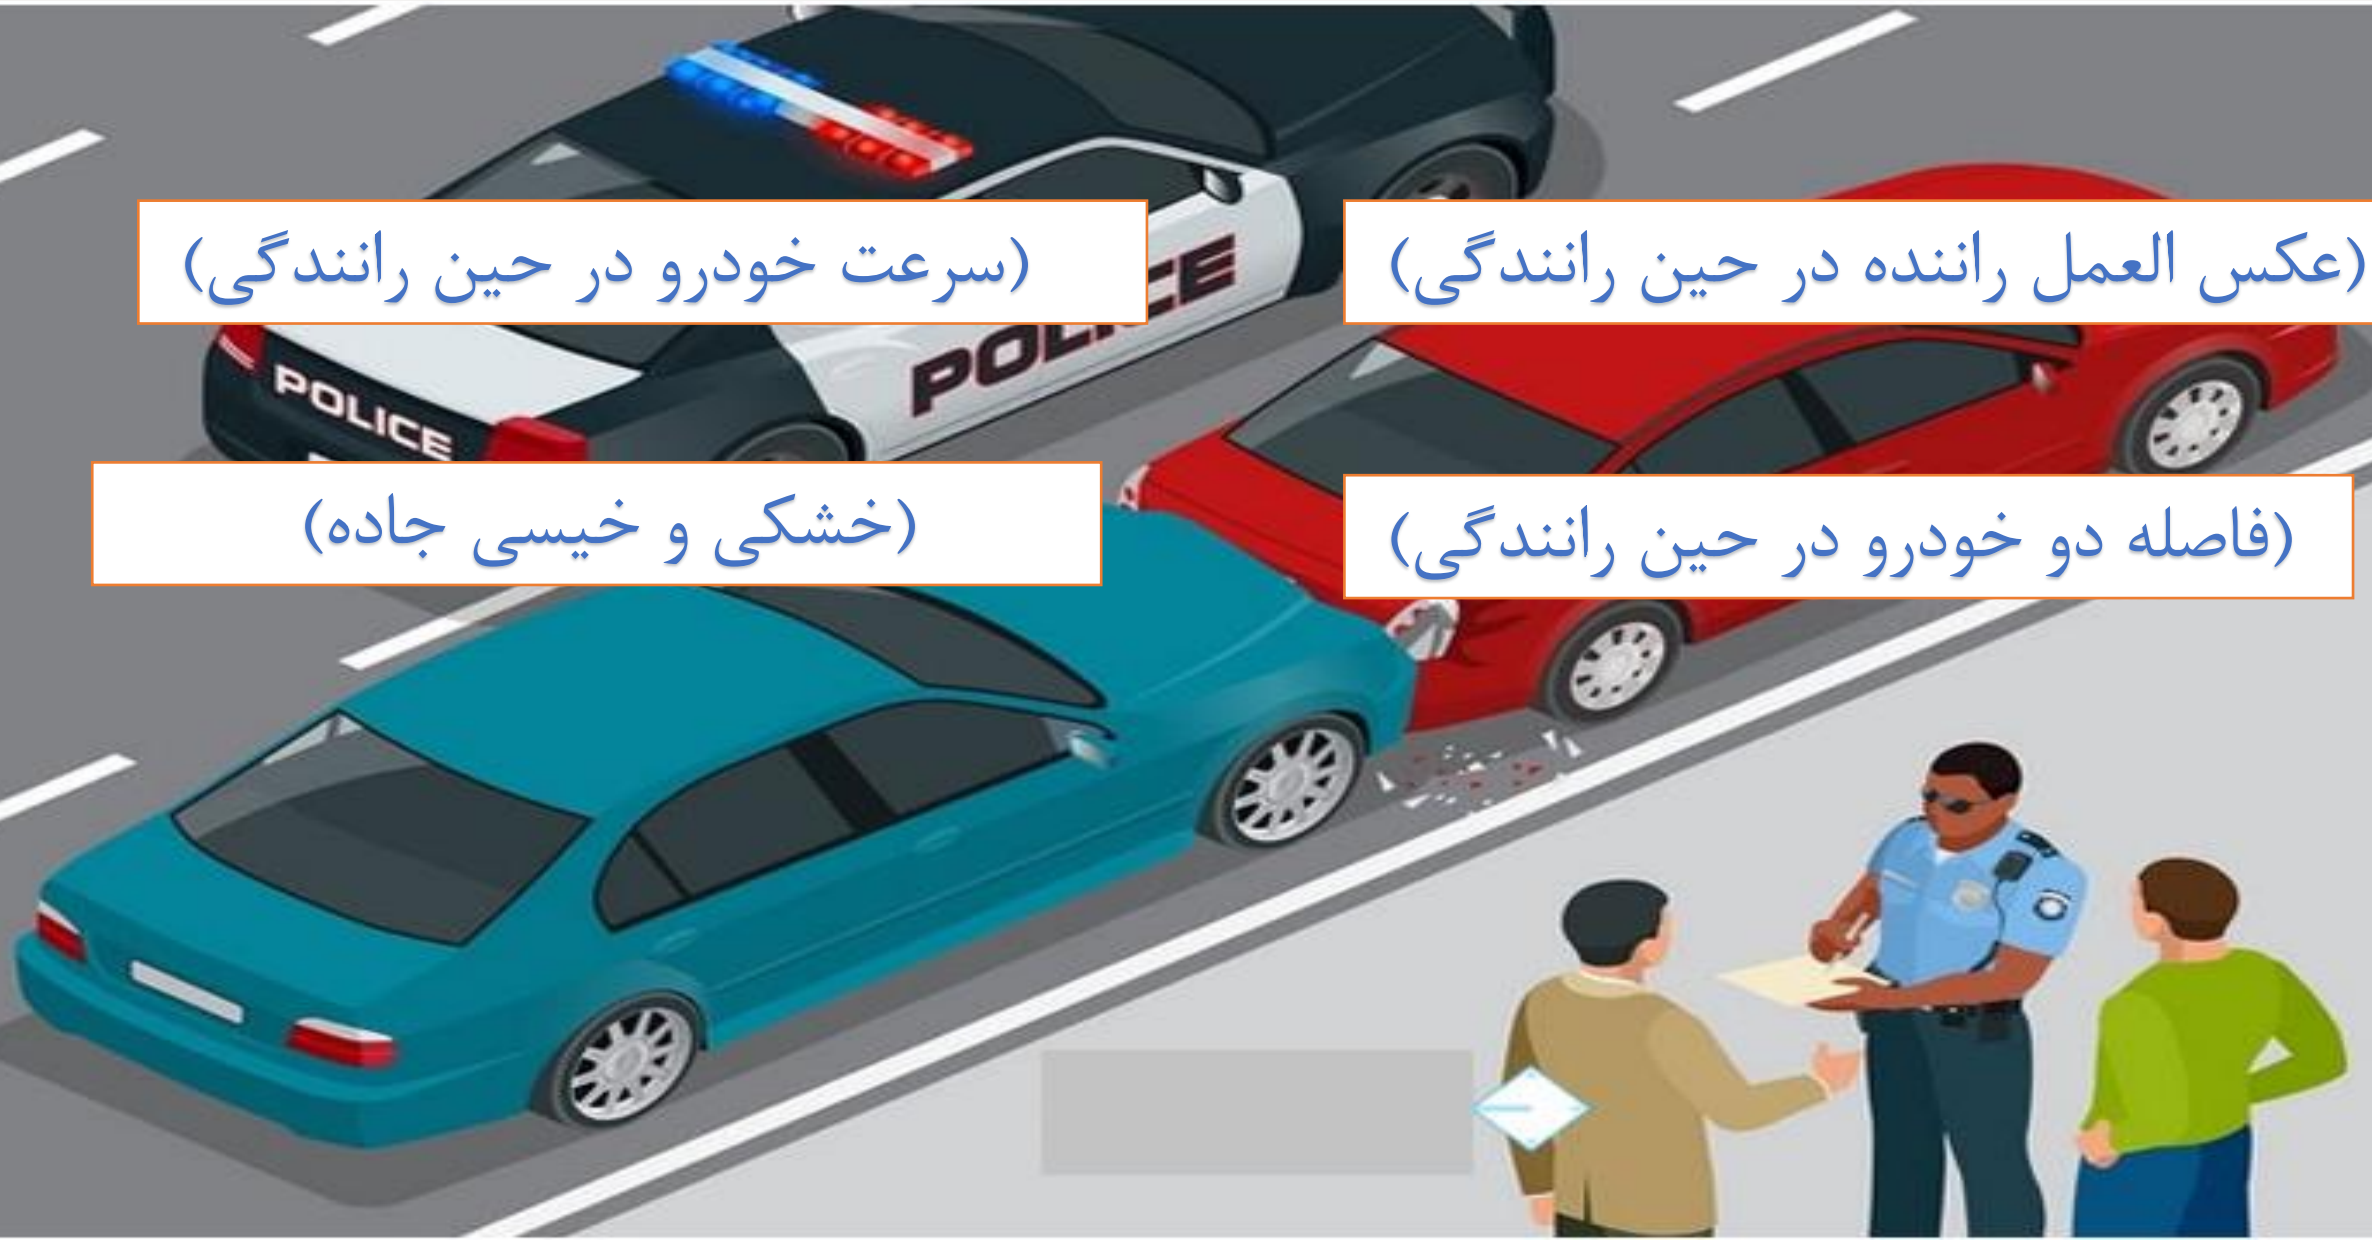 (عکس العمل راننده در حین رانندگی)
(سرعت خودرو در حین رانندگی)
(فاصله دو خودرو در حین رانندگی)
(خشکی و خیسی جاده)
POLICE
POLICE